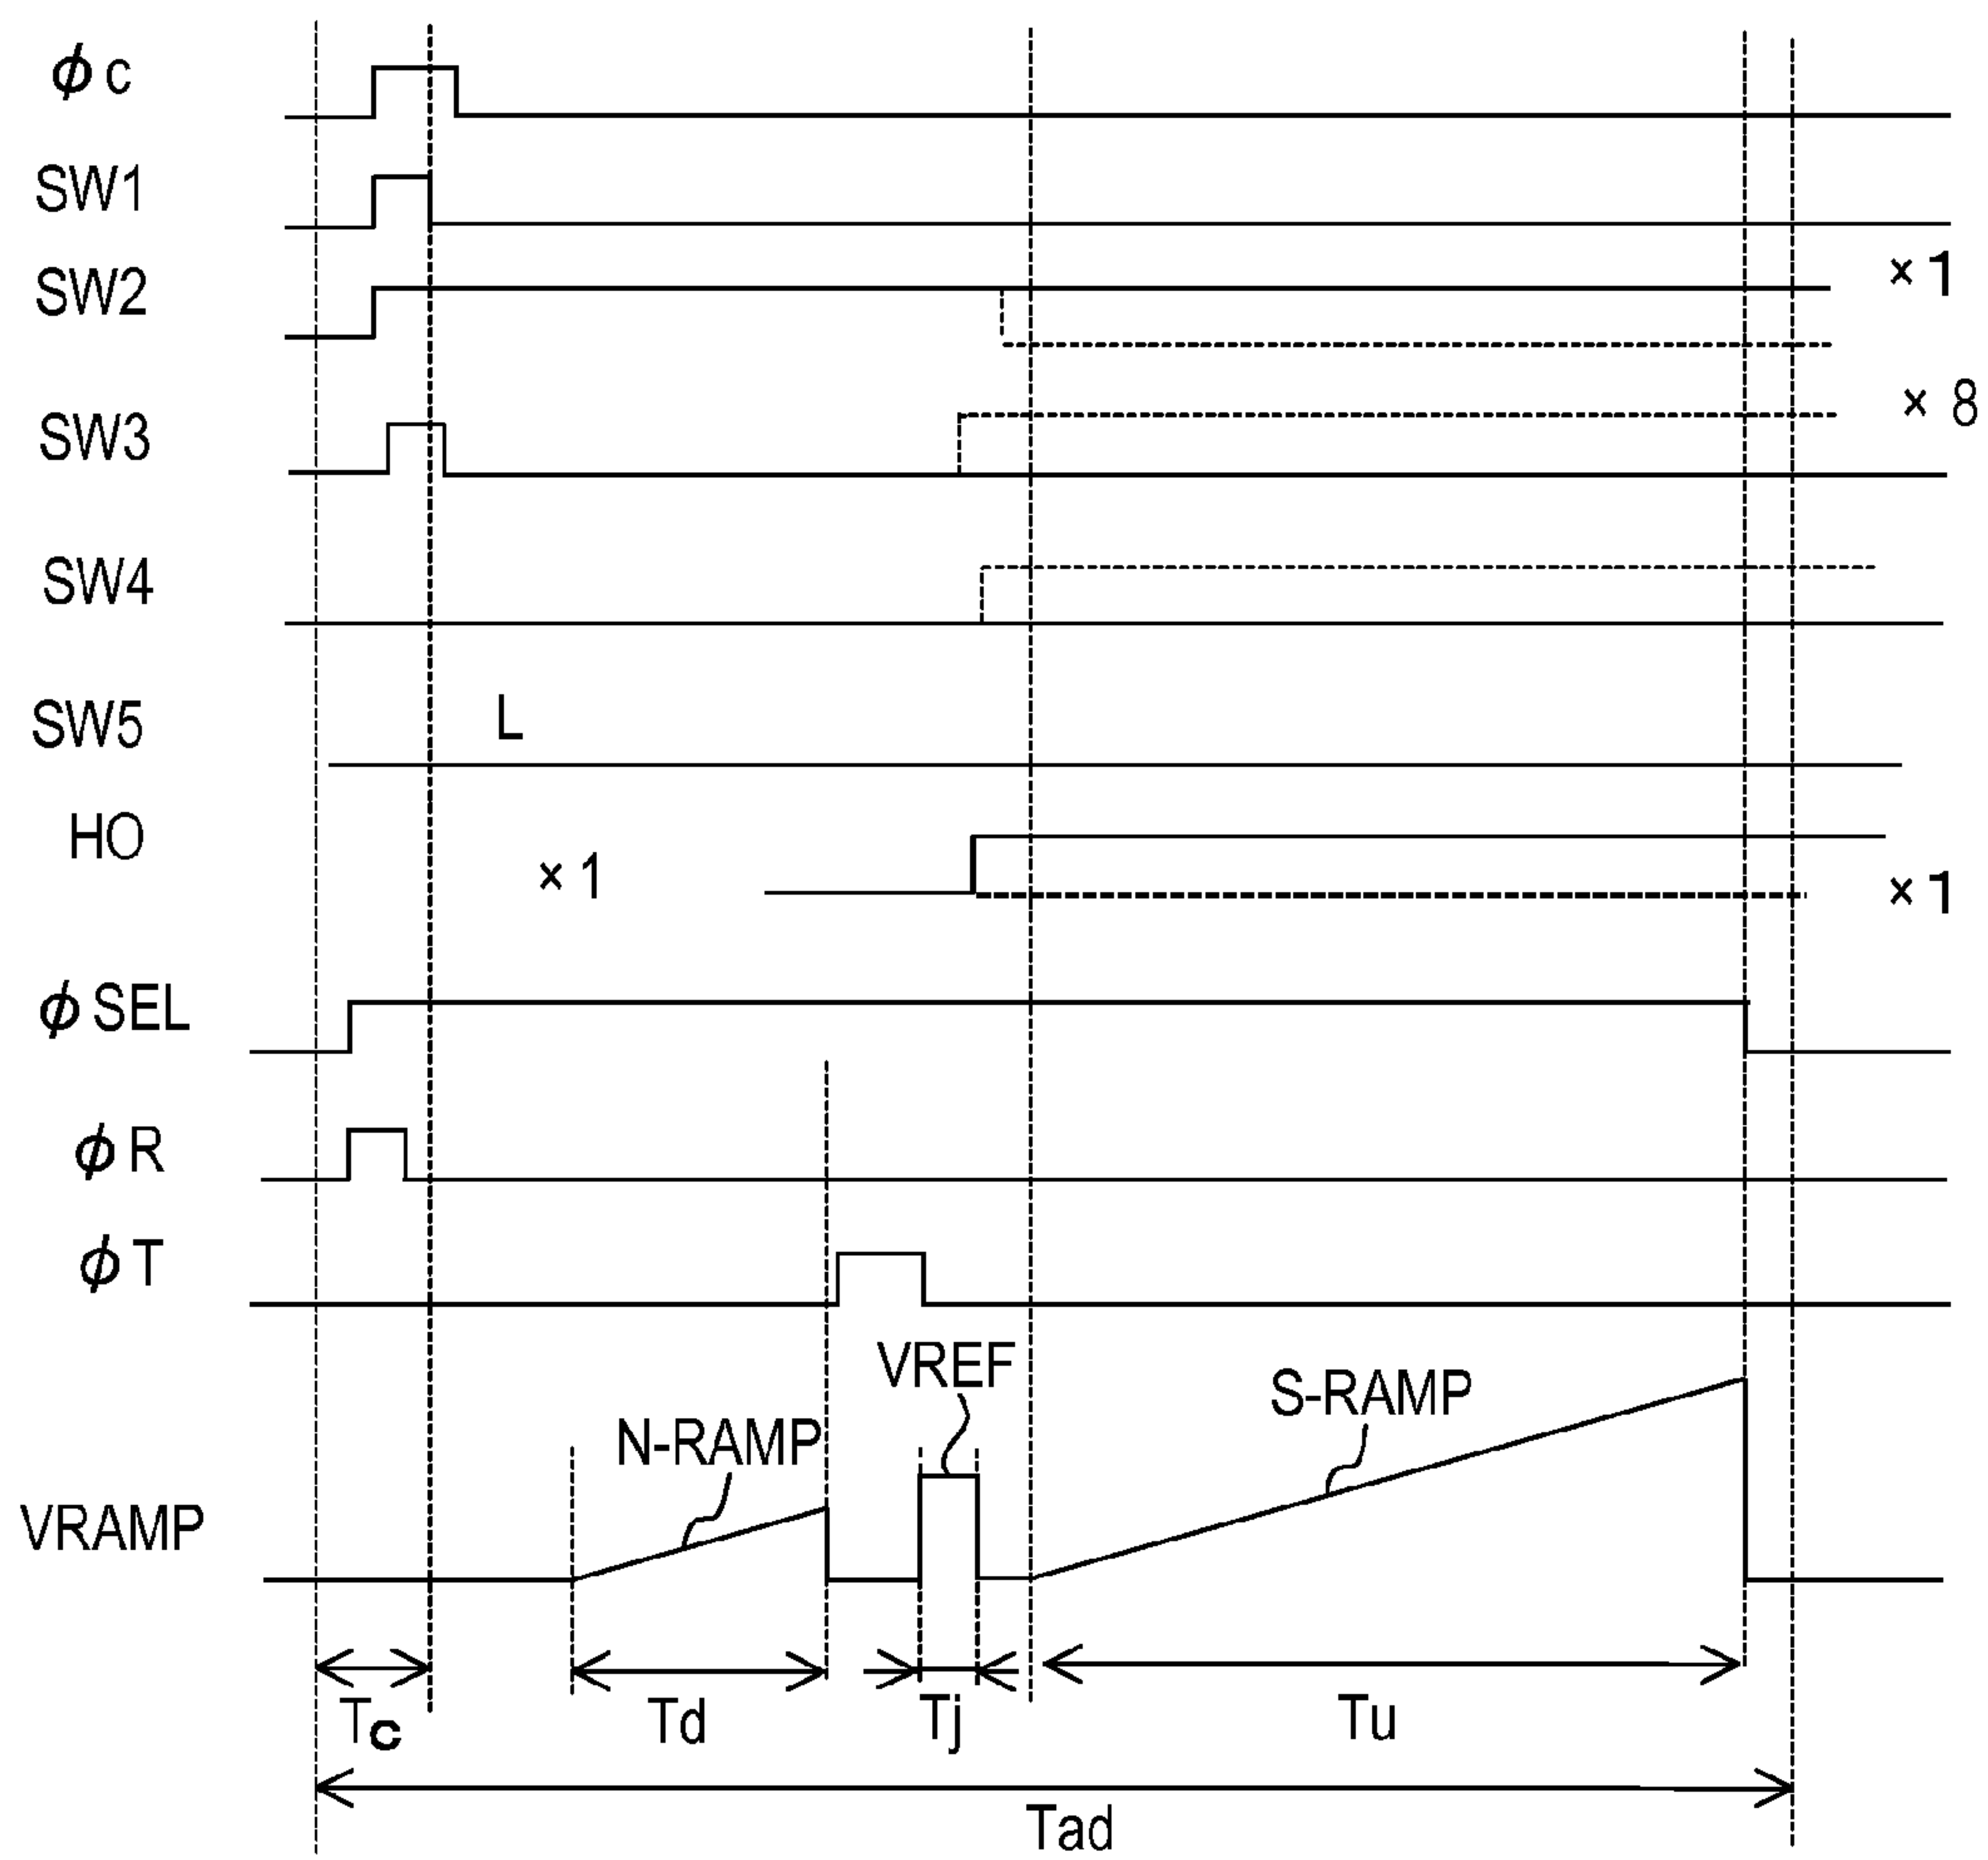 ϕc
SW1
SW2
×1
SW3
×8
SW4
SW5
L
HO
×1
×1
ϕSEL
ϕR
ϕT
VRAMP
N-RAMP
VREF
S-RAMP
Tc
Td
Tj
Tu
Tad